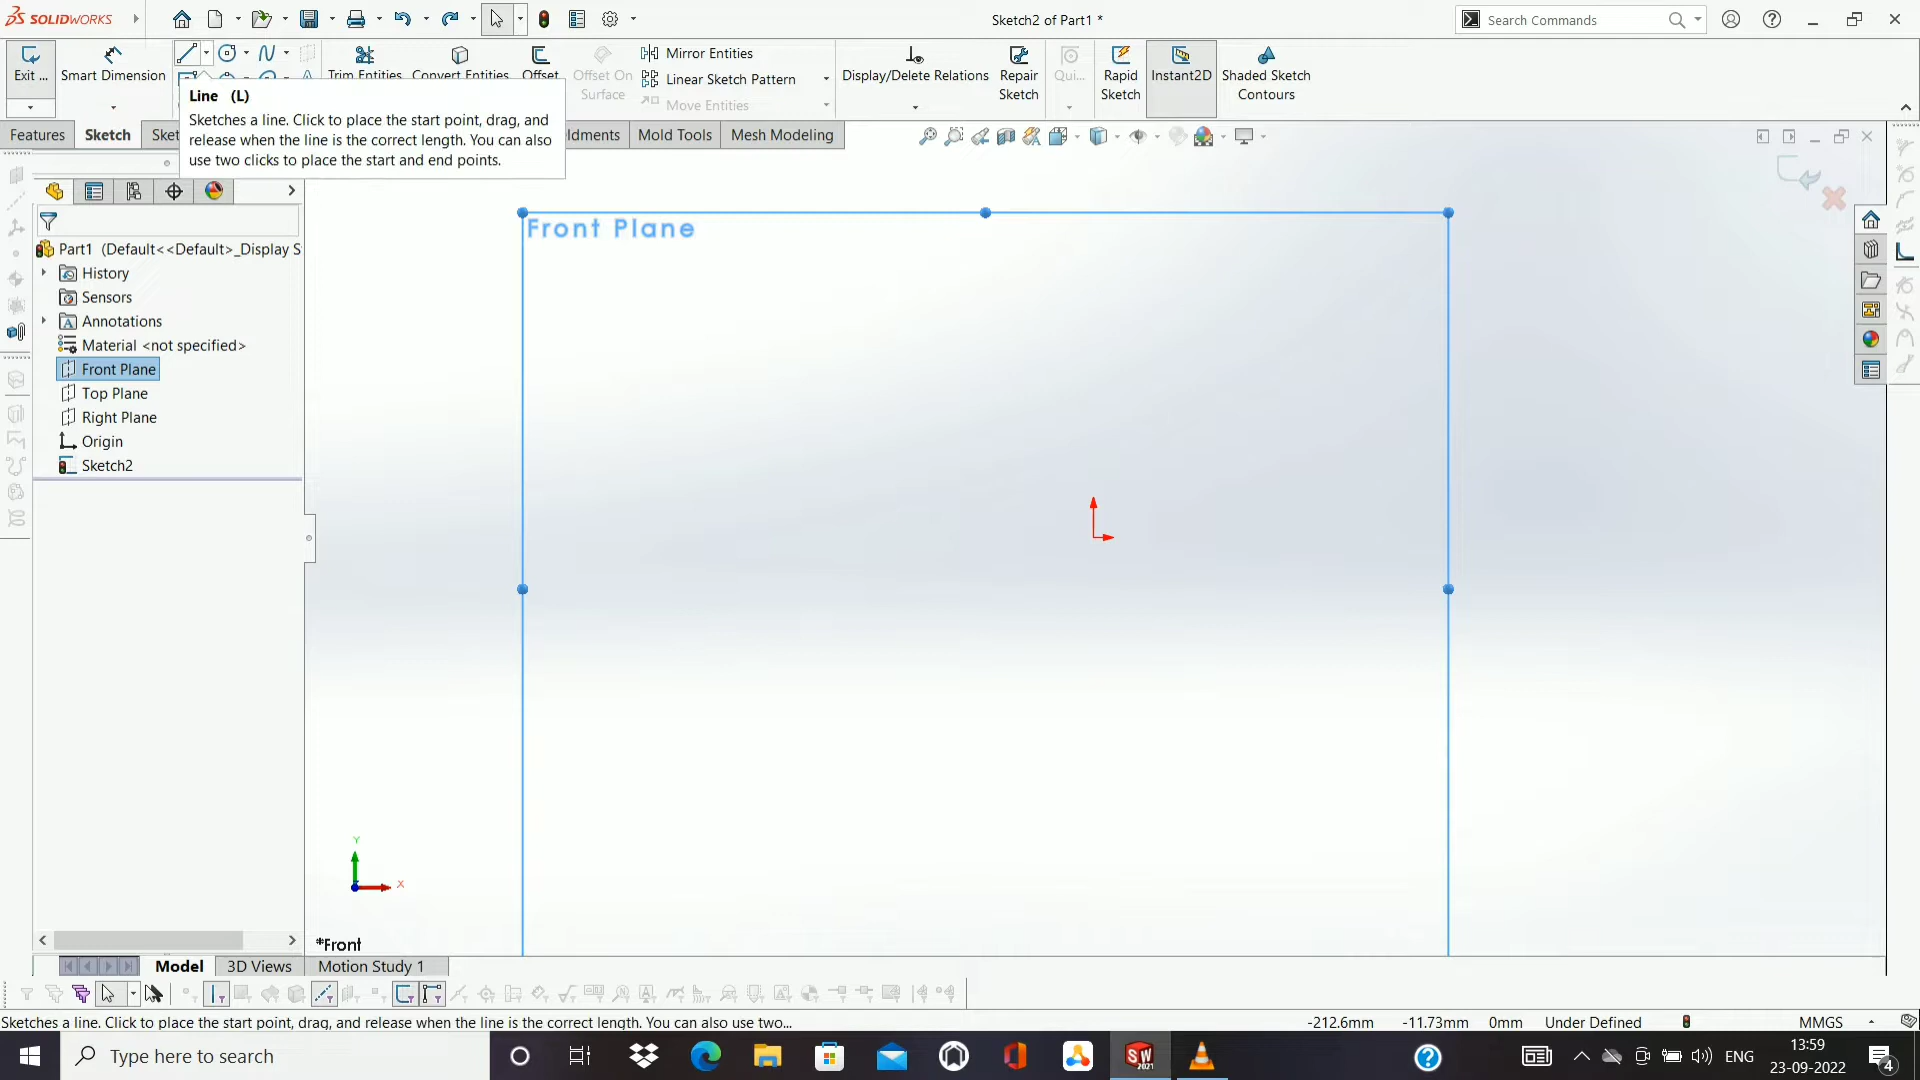 SOLIDWORKS
Sketch2 of Part1 *
Search Commands
Exit ...
Smart Dimension
Trim Entities
Convert Entities
Offset
Offset On
Surface
Mirror Entities
Linear Sketch Pattern
Move Entities
Display/Delete Relations
Repair
Sketch
Qui...
Rapid
Sketch
Instant2D
Shaded Sketch
Contours
Line (L)
Sketches a line. Click to place the start point, drag, and
release when the line is the correct length. You can also
use two clicks to place the start and end points.
Features
Sketch
Sket
ldments
Mold Tools
Mesh Modeling
Part1 (Default<<Default>_Display S
History
Sensors
Annotations
Material <not specified>
Front Plane
Top Plane
Right Plane
Origin
Sketch2
Front Plane
Y
X
*Front
Model
3D Views
Motion Study 1
Sketches a line. Click to place the start point, drag, and release when the line is the correct length. You can also use two...
-212.6mm
-11.73mm
0mm
Under Defined
MMGS
Type here to search
SW
2021
ENG
13:59
23-09-2022
4